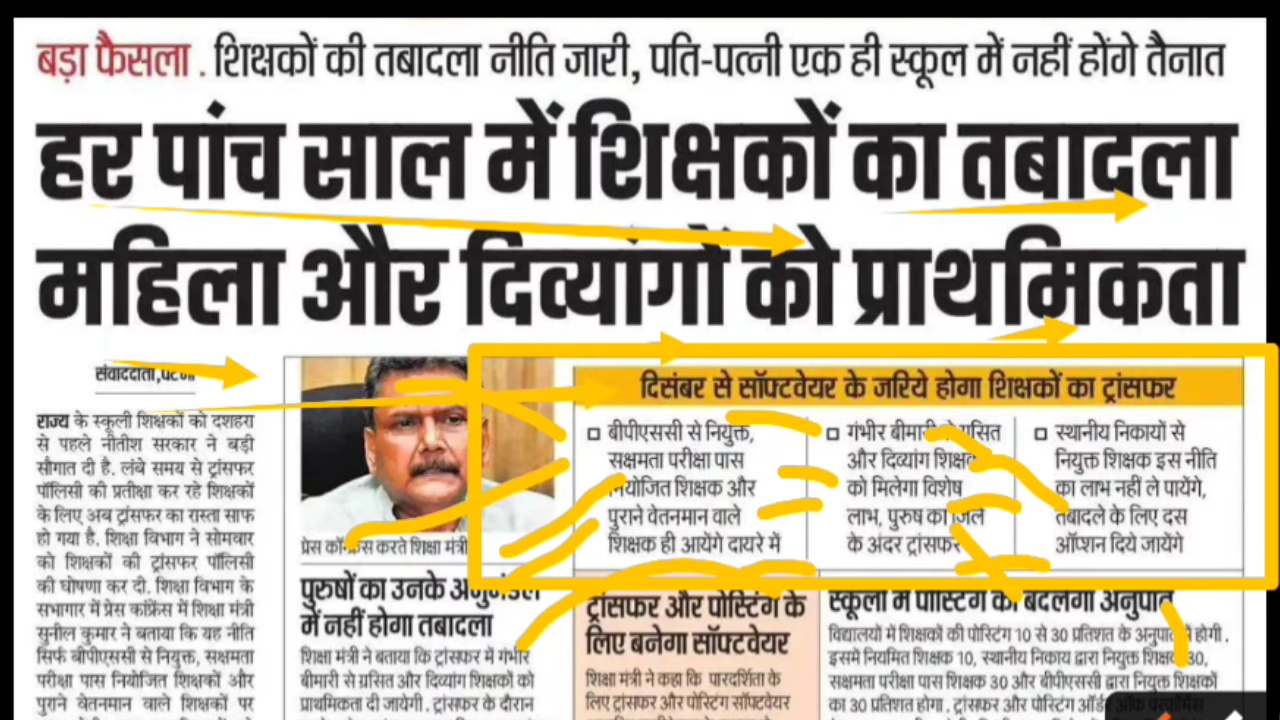 बड़ा फैसला . शिक्षकों की तबादला नीति जारी, पति-पत्नी एक ही स्कूल में नहीं होंगे तैनात
हर पांच साल में शिक्षकों का तबादला
महिला और दिव्यांगों को प्राथमिकता
संवाददाता,पटना
राज्य के स्कूली शिक्षकों को दशहरा
से पहले नीतीश सरकार ने बड़ी
सौगात दी है. लंबे समय से ट्रांसफर
पॉलिसी की प्रतीक्षा कर रहे शिक्षकों
के लिए अब ट्रांसफर का रास्ता साफ
हो गया है. शिक्षा विभाग ने सोमवार
को शिक्षकों की ट्रांसफर पॉलिसी
की घोषणा कर दी. शिक्षा विभाग के
सभागार में प्रेस कांफ्रेंस में शिक्षा मंत्री
सुनील कुमार ने बताया कि यह नीति
सिर्फ बीपीएससी से नियुक्त, सक्षमता
परीक्षा पास नियोजित शिक्षकों और
पुराने वेतनमान वाले शिक्षकों पर
प्रेस कॉन्फ्रेंस करते शिक्षा मंत्री
पुरुषों का उनके अनुमंडल
में नहीं होगा तबादला
शिक्षा मंत्री ने बताया कि ट्रांसफर में गंभीर
बीमारी से ग्रसित और दिव्यांग शिक्षकों को
प्राथमिकता दी जायेगी . ट्रांसफर के दौरान
दिसंबर से सॉफ्टवेयर के जरिये होगा शिक्षकों का ट्रांसफर
बीपीएससी से नियुक्त,
सक्षमता परीक्षा पास
नियोजित शिक्षक और
पुराने वेतनमान वाले
शिक्षक ही आयेंगे दायरे में
गंभीर बीमारी से ग्रसित
और दिव्यांग शिक्षकों
को मिलेगा विशेष
लाभ, पुरुष का जिले
के अंदर ट्रांसफर
स्थानीय निकायों से
नियुक्त शिक्षक इस नीति
का लाभ नहीं ले पायेंगे,
तबादले के लिए दस
ऑप्शन दिये जायेंगे
ट्रांसफर और पोस्टिंग के
लिए बनेगा सॉफ्टवेयर
शिक्षा मंत्री ने कहा कि पारदर्शिता के
लिए ट्रांसफर और पोस्टिंग सॉफ्टवेयर
स्कूलों में पोस्टिंग का बदलेगा अनुपात
विद्यालयों में शिक्षकों की पोस्टिंग 10 से 30 प्रतिशत के अनुपात में होगी .
इसमें नियमित शिक्षक 10, स्थानीय निकाय द्वारा नियुक्त शिक्षक 30,
सक्षमता परीक्षा पास शिक्षक 30 और बीपीएससी द्वारा नियुक्त शिक्षकों
का 30 प्रतिशत होगा . ट्रांसफर और पोस्टिंग ऑर्डर